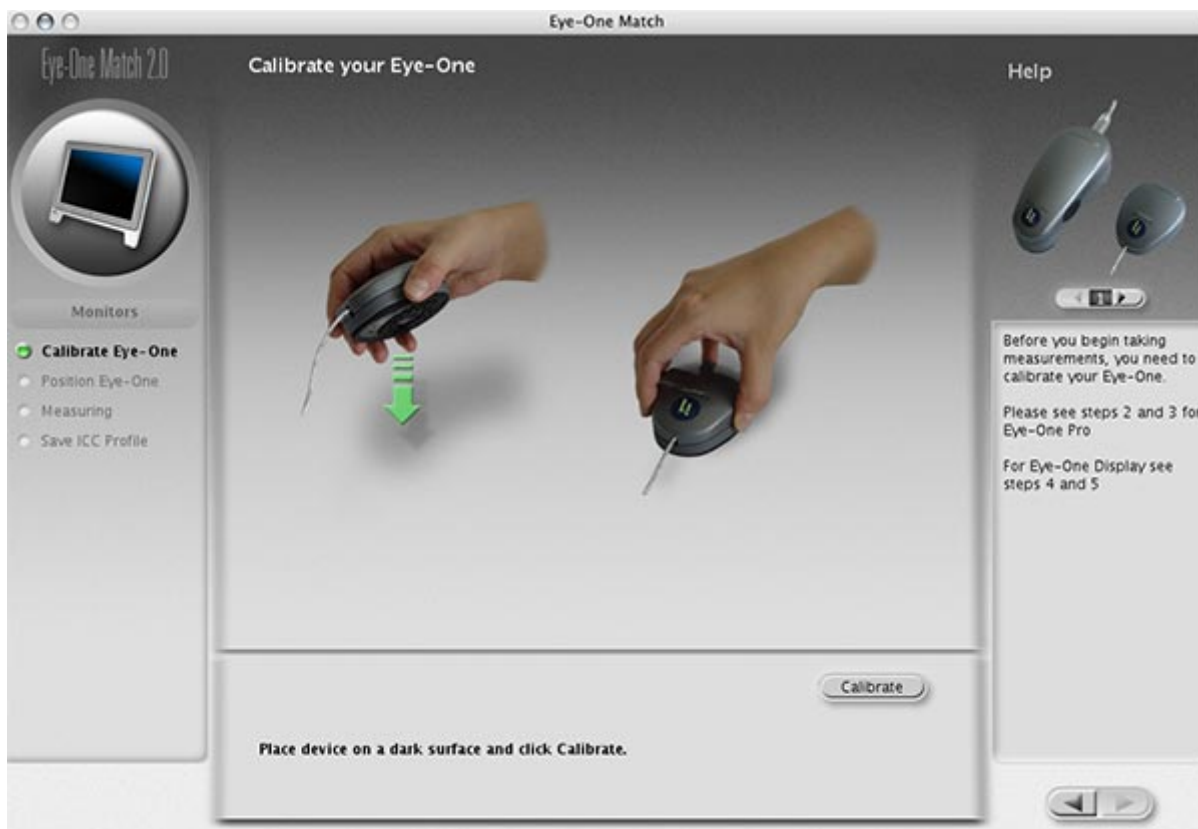 Eye-One Match
Eye-One Match 2.0
Calibrate your Eye-One
Help
Monitors
Calibrate Eye-One
Position Eye-One
Measuring
Save ICC Profile
1
Before you begin taking
measurements, you need to
calibrate your Eye-One.
Please see steps 2 and 3 for
Eye-One Pro
For Eye-One Display see
steps 4 and 5
Calibrate
Place device on a dark surface and click Calibrate.